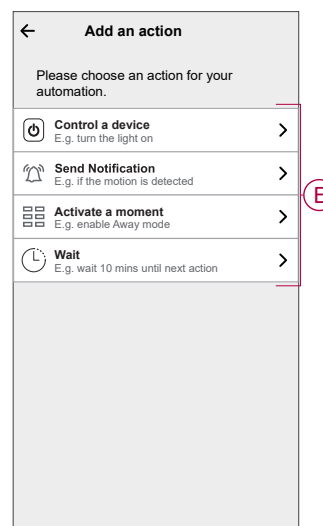 Add an action
Please choose an action for your
automation.
Control a device
E.g. turn the light on
Send Notification
E.g. if the motion is detected
Activate a moment
E.g. enable Away mode
Wait
E.g. wait 10 mins until next action
E